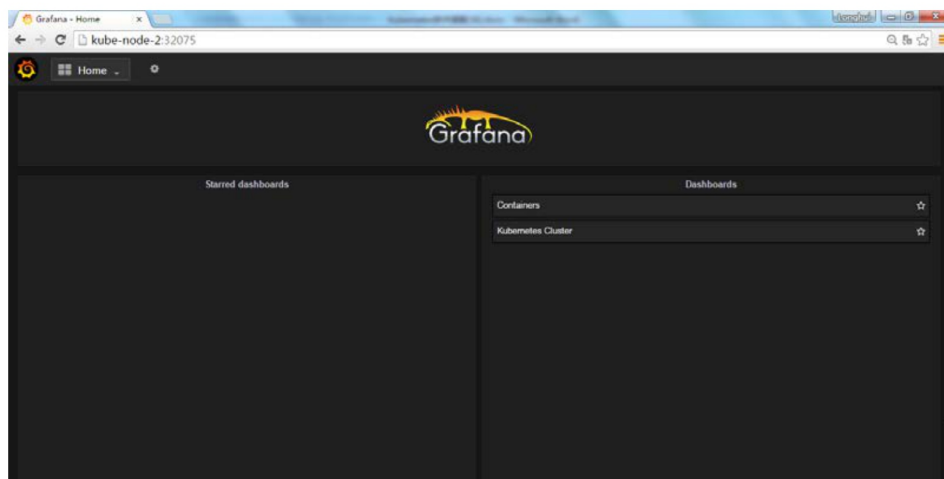 Grafana - Home
kube-node-2:32075
Home
Grafana
Starred dashboards
Dashboards
Containers
Kubernetes Cluster